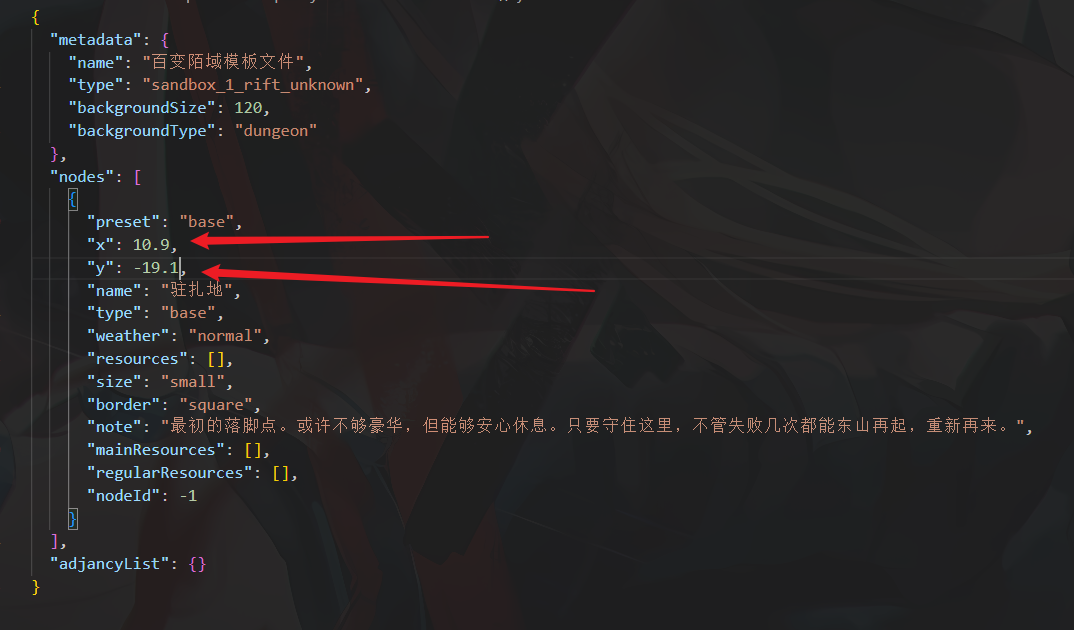 {
"metadata": {
"name": "百变陌域模板文件",
"type": "sandbox_1_rift_unknown",
"backgroundSize": 120,
"backgroundType": "dungeon"
},
"nodes": [
{
"preset": "base",
"x": 10.9,
"y": -19.1,
"name": "驻扎地",
"type": "base",
"weather": "normal",
"resources": [],
"size": "small",
"border": "square",
"note": "最初的落脚点。或许不够豪华，但能够安心休息。只要守住这里，不管失败几次都能东山再起，重新再来。",
"mainResources": [],
"regularResources": [],
"nodeId": -1
}
],
"adjancyList": {}
}